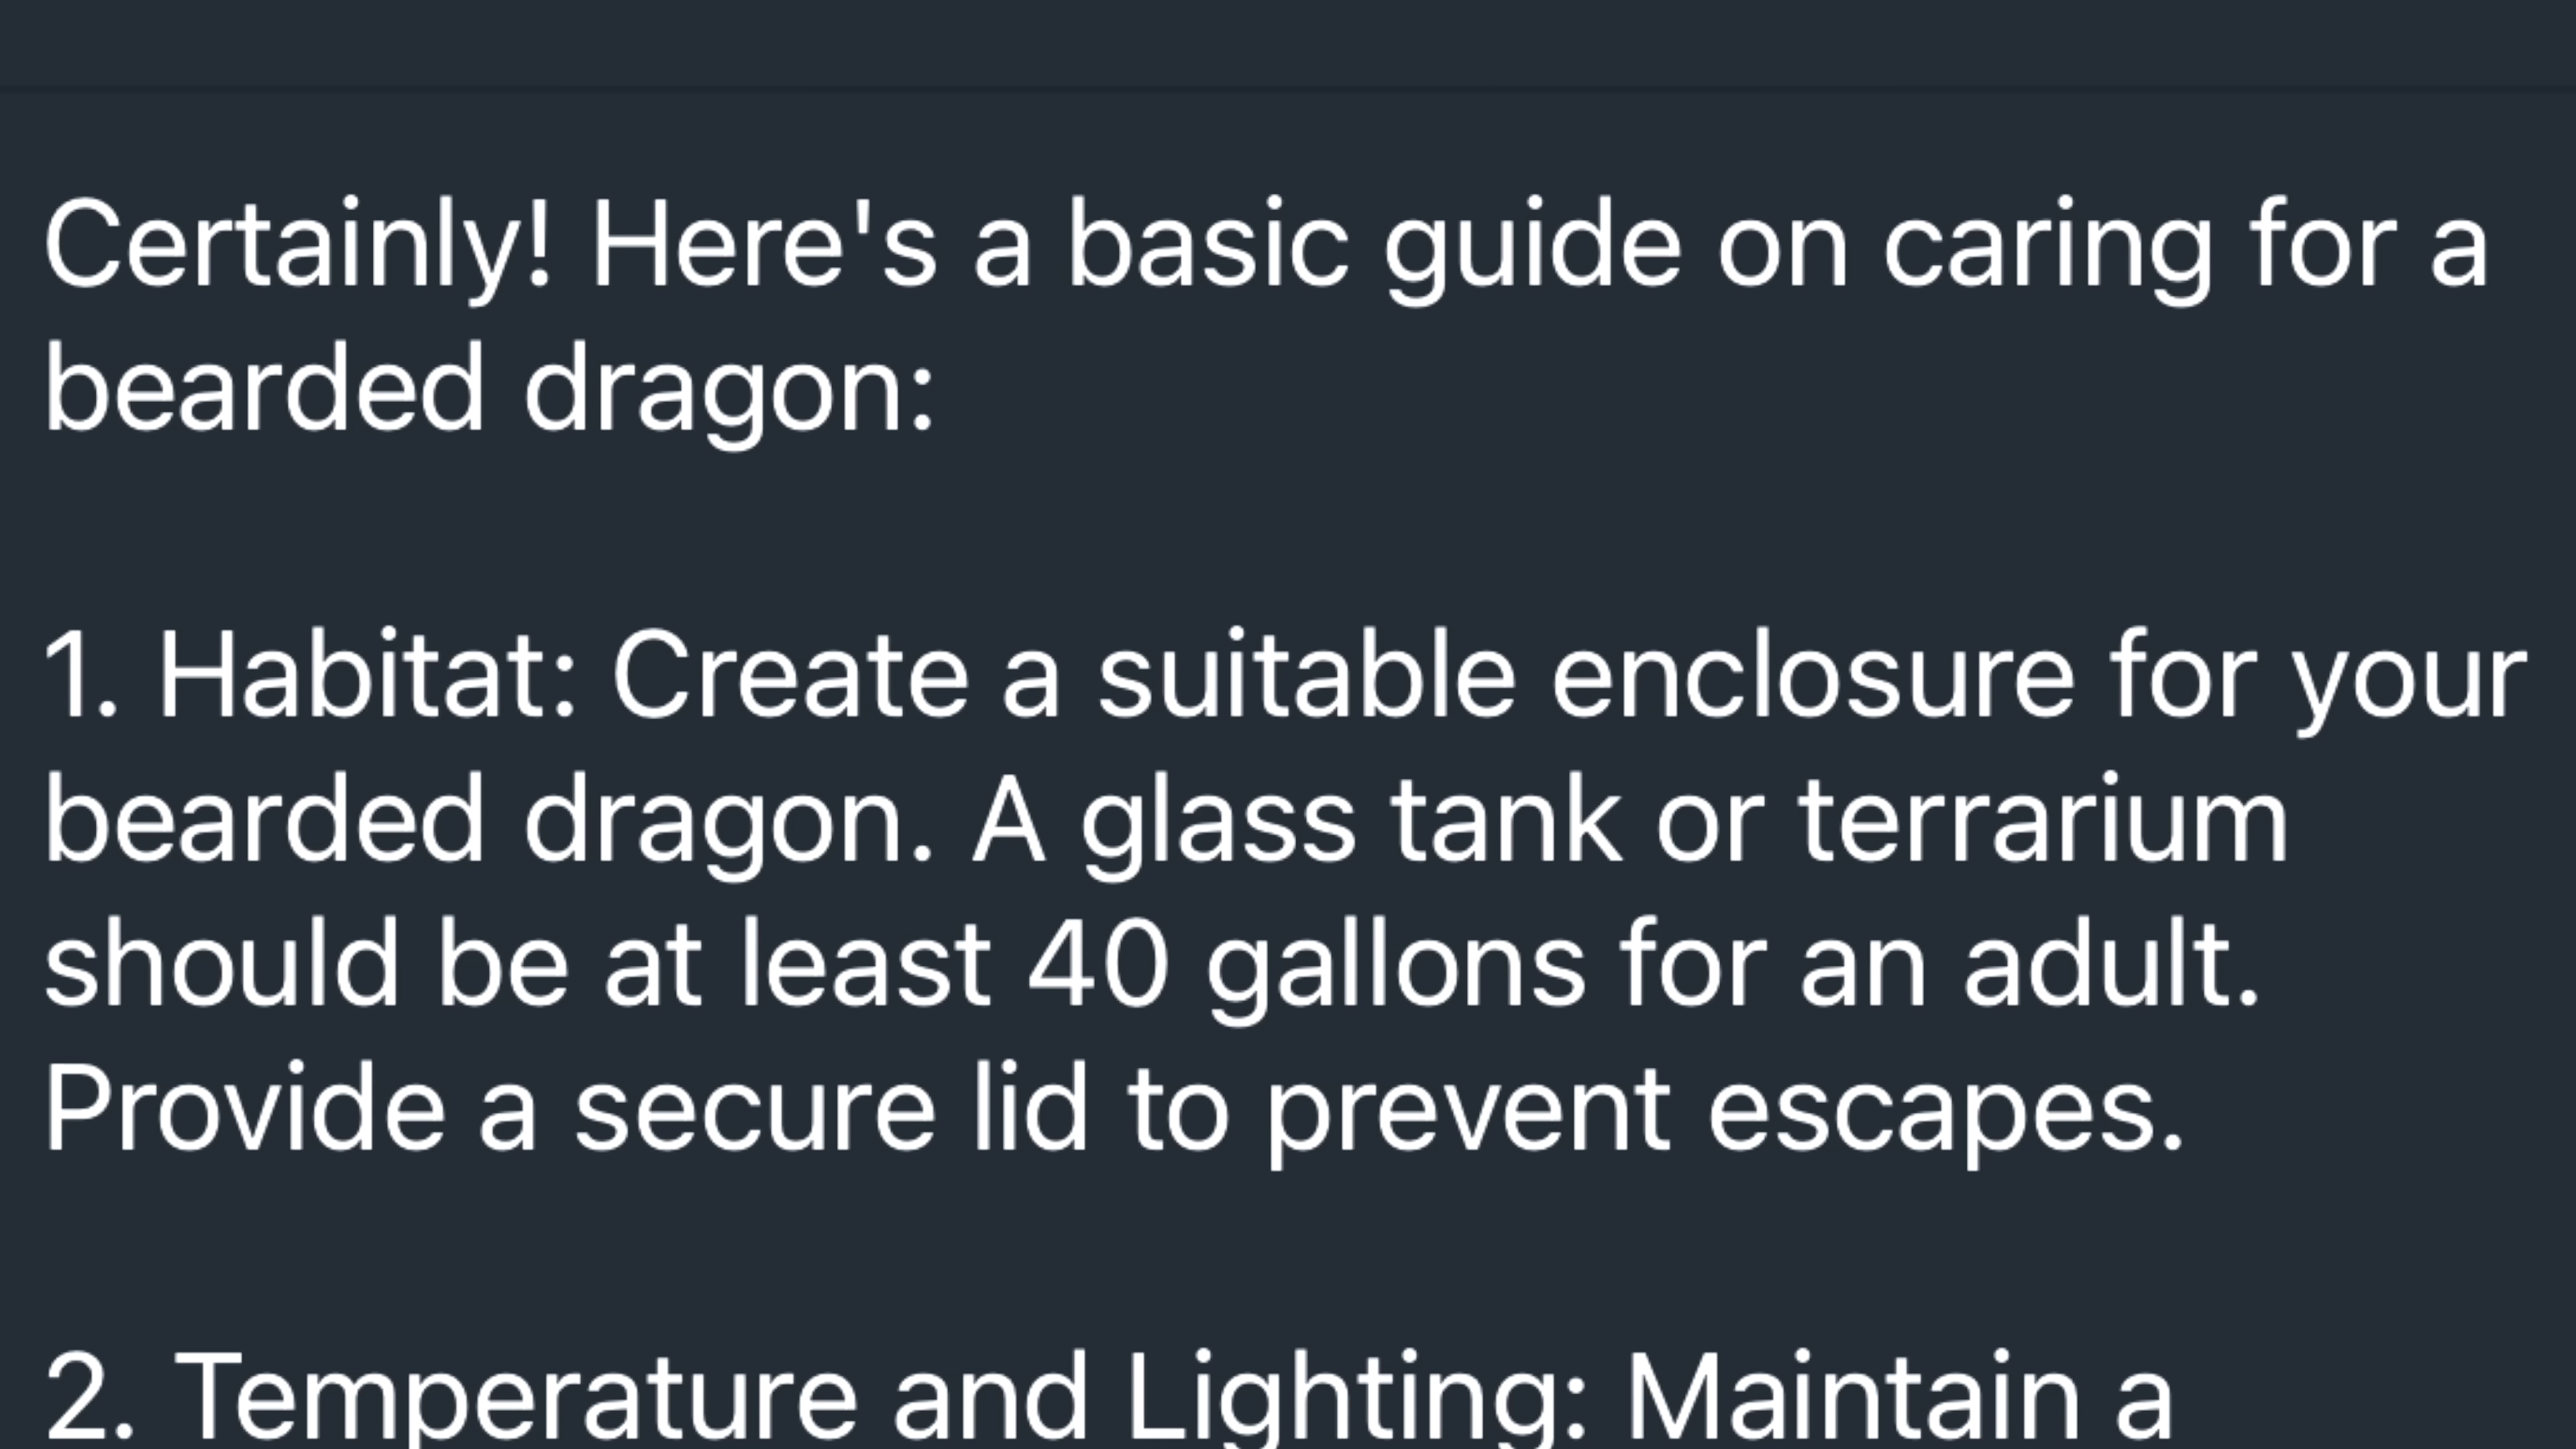 Certainly! Here's a basic guide on caring for a
bearded dragon:
1. Habitat: Create a suitable enclosure for your
bearded dragon. A glass tank or terrarium
should be at least 40 gallons for an adult.
Provide a secure lid to prevent escapes.
2. Temperature and Lighting: Maintain a